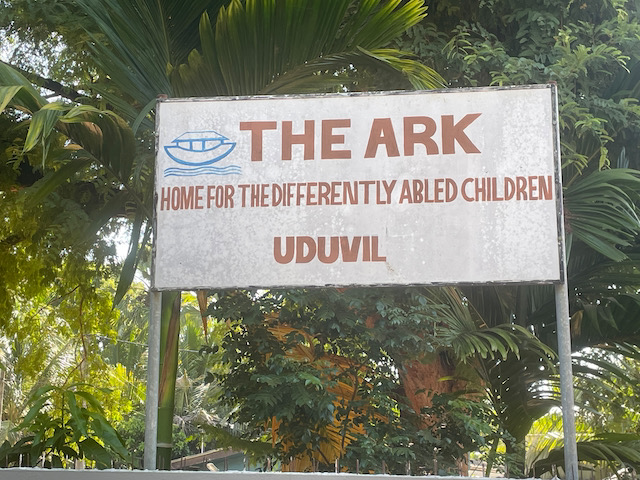 THE ARK
HOME FOR THE DIFFERENTLY ABLED CHILDREN
UDUVIL